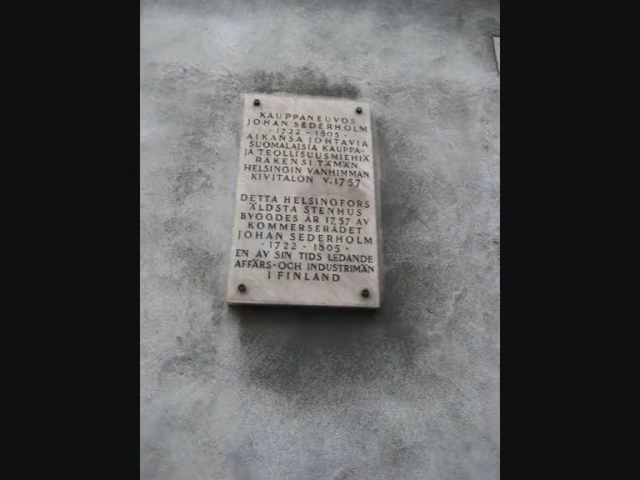 KAUPPANEUVOS
JOHAN SEDERHOLM
· 1722 - 1805 ·
AIKANSA JOHTAVIA
SUOMALAISIA KAUPPA-
JA TEOLLISUUSMIEHIÄ
RAKENSI TÄMÄN
HELSINGIN VANHIMMAN
KIVITALON V. 1757
DETTA HELSINGFORS
ÄLDSTA STENHUS
BYGGDES ÅR 1757 AV
KOMMERSERÅDET
JOHAN SEDERHOLM
· 1722 - 1805 ·
EN AV SIN TIDS LEDANDE
AFFÄRS- OCH INDUSTRIMÄN
I FINLAND